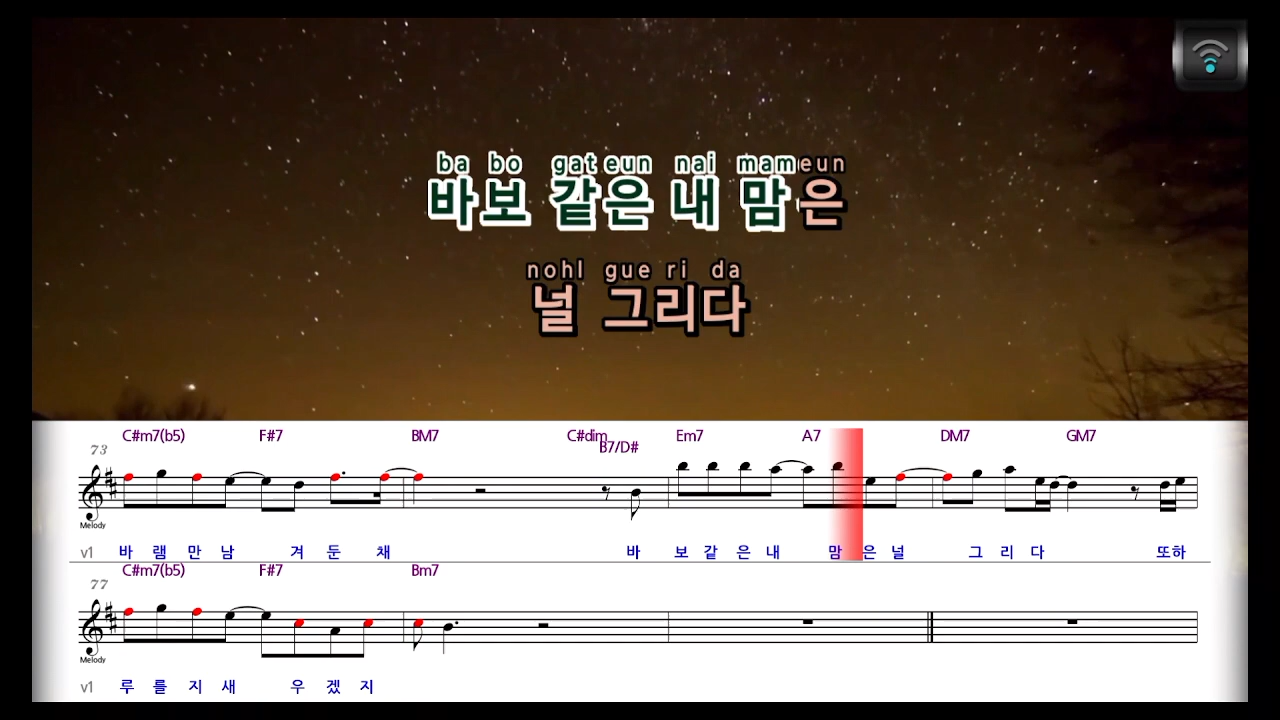 ba bo gateun nai mameun
바보 같은 내 맘은
nohl gue ri da
널 그리다
C#m7(b5) F#7 BM7 C#dim B7/D# Em7 A7 DM7 GM7
73
Melody
v1 바 램 만 남 겨 둔 채 바 보 같 은 내 맘 은 널 그 리 다 또하
C#m7(b5) F#7 Bm7
77
Melody
v1 루 를 지 새 우 겠 지